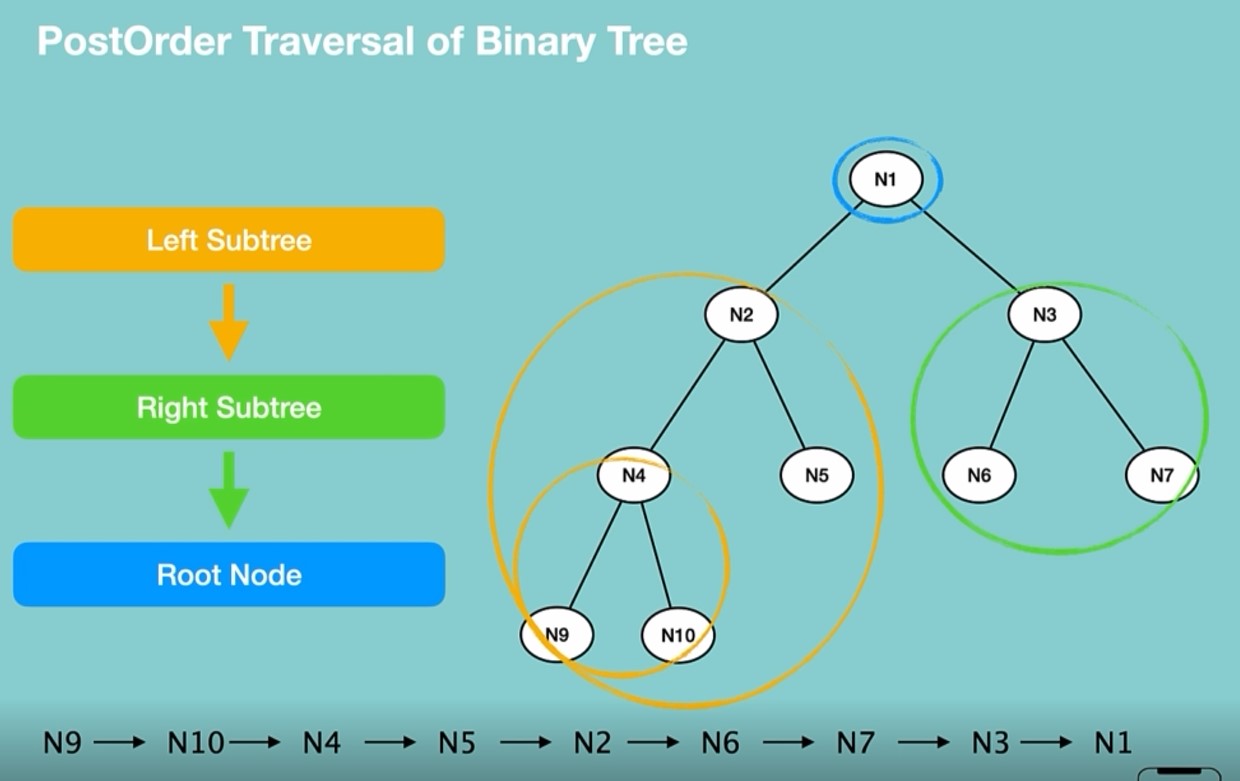 PostOrder Traversal of Binary Tree
N1
Left Subtree
N2
N3
Right Subtree
N4
N5
N6
N7
Root Node
N9
N10
N9 → N10 → N4 → N5 → N2 → N6 → N7 → N3 → N1